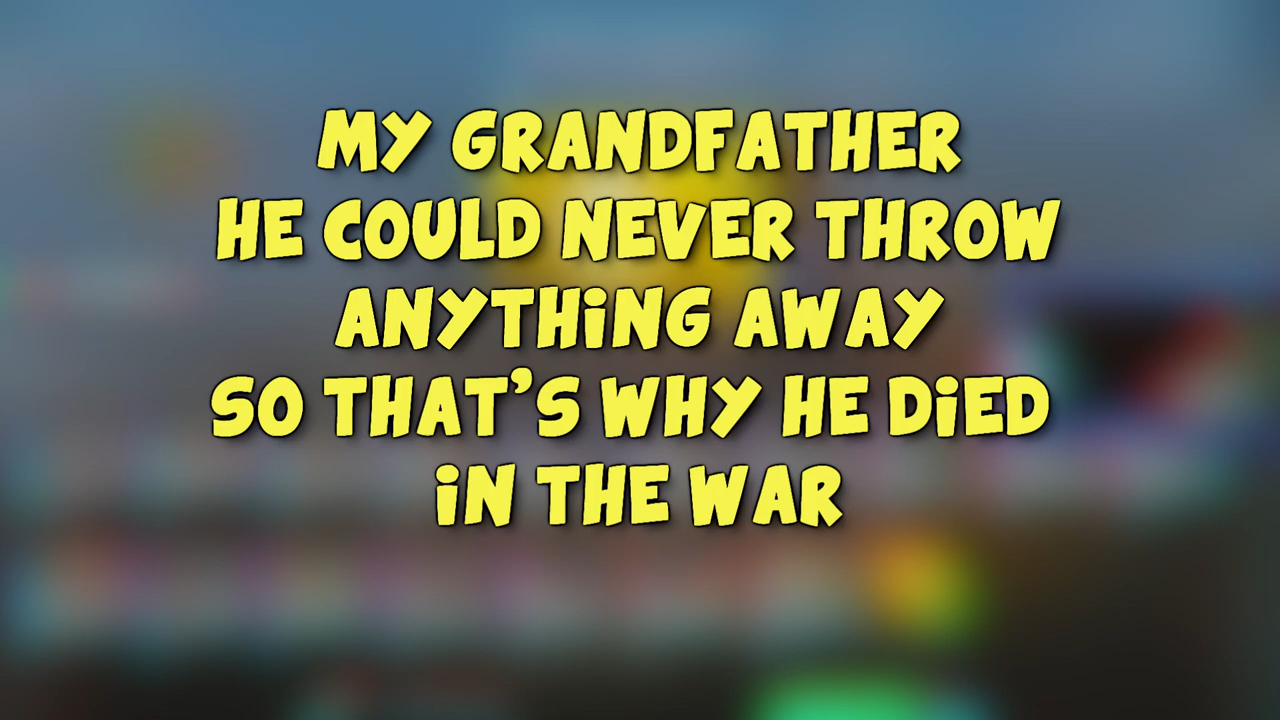 MY GRANDFATHER
HE COULD NEVER THROW
ANYTHING AWAY
SO THAT'S WHY HE DIED
IN THE WAR